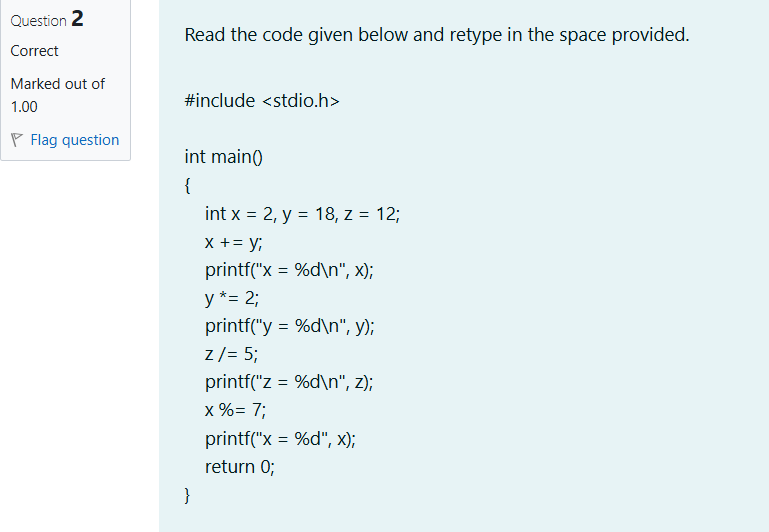 Question 2
Correct
Marked out of
1.00
Flag question
Read the code given below and retype in the space provided.
#include <stdio.h>
int main()
{
int x = 2, y = 18, z = 12;
x += y;
printf("x = %d\n", x);
y *= 2;
printf("y = %d\n", y);
z /= 5;
printf("z = %d\n", z);
x %= 7;
printf("x = %d", x);
return 0;
}